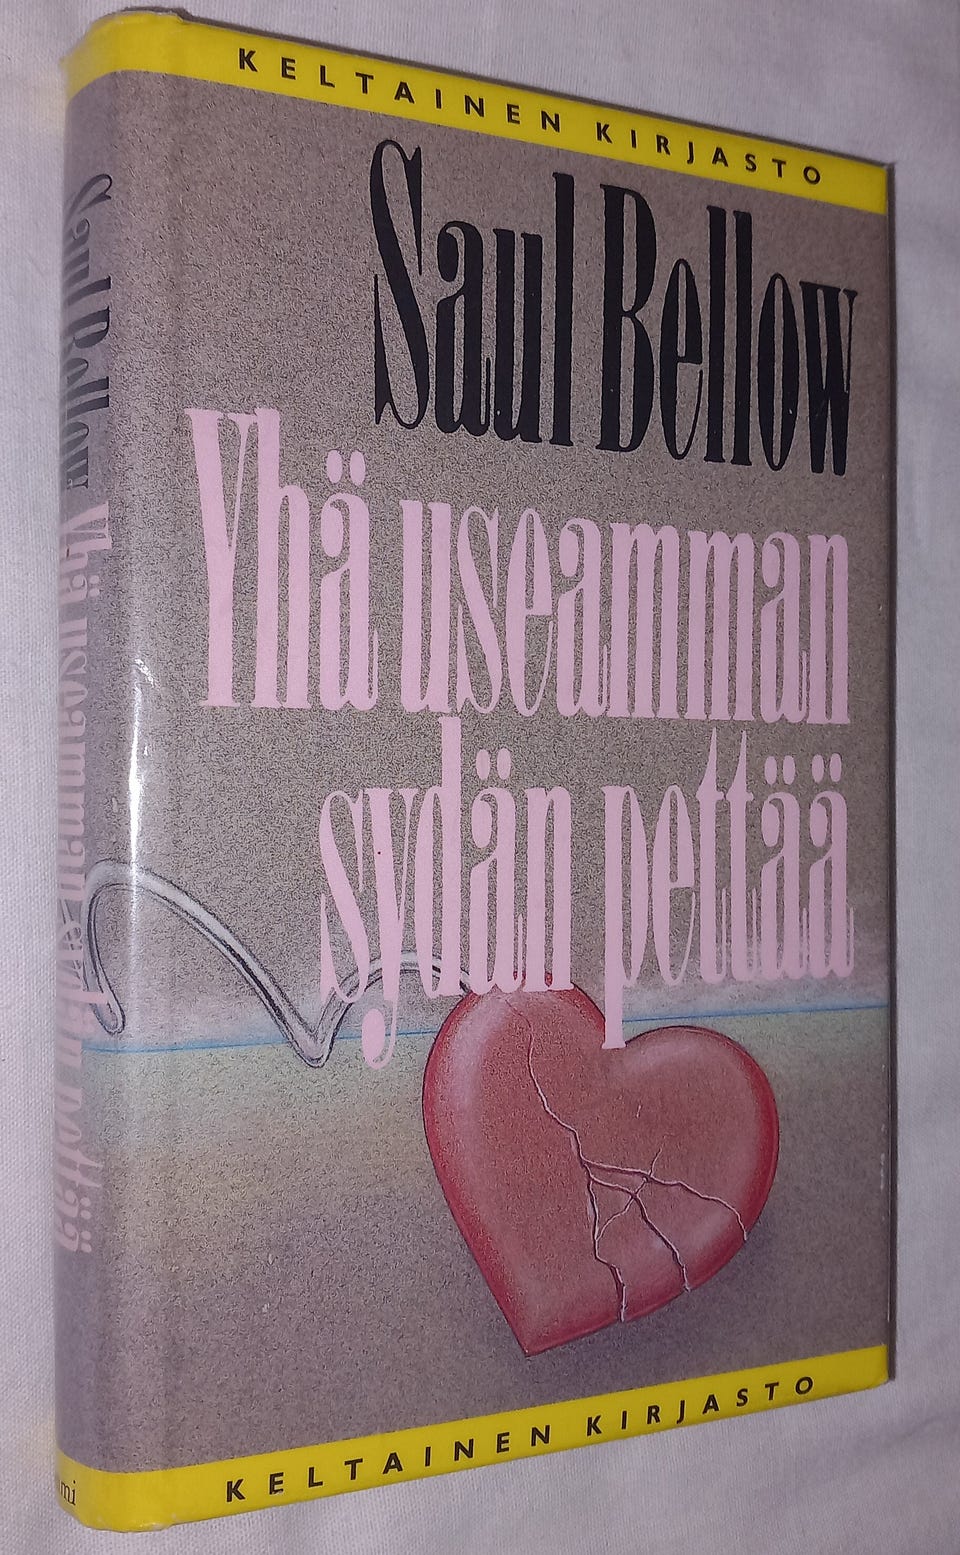 KELTAINEN KIRJASTO
Saul Bellow
Yhä useamman
sydän pettää
KELTAINEN KIRJASTO
Saul Bellow Yhä useamman sydän pettää